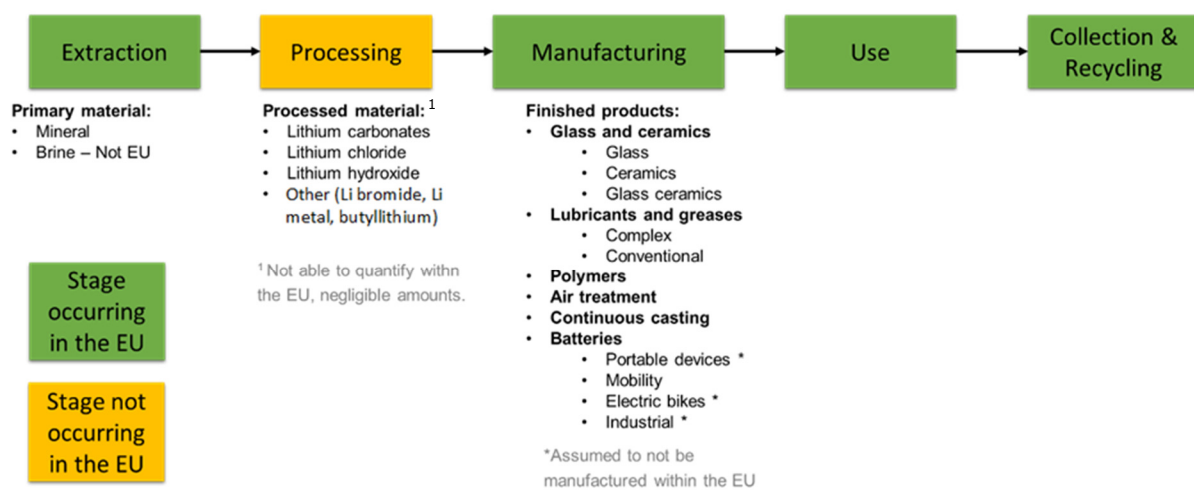 Extraction
Processing
Manufacturing
Use
Collection &
Recycling
Primary material:
• Mineral
• Brine – Not EU
Processed material: 1
• Lithium carbonates
• Lithium chloride
• Lithium hydroxide
• Other (Li bromide, Li
metal, butyllithium)
1 Not able to quantify withn
the EU, negligible amounts.
Finished products:
• Glass and ceramics
• Glass
• Ceramics
• Glass ceramics
• Lubricants and greases
• Complex
• Conventional
• Polymers
• Air treatment
• Continuous casting
• Batteries
• Portable devices *
• Mobility
• Electric bikes *
• Industrial *
*Assumed to not be
manufactured within the EU
Stage
occurring
in the EU
Stage not
occurring
in the EU